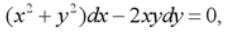 (x² + y²)dx − 2xydy = 0,